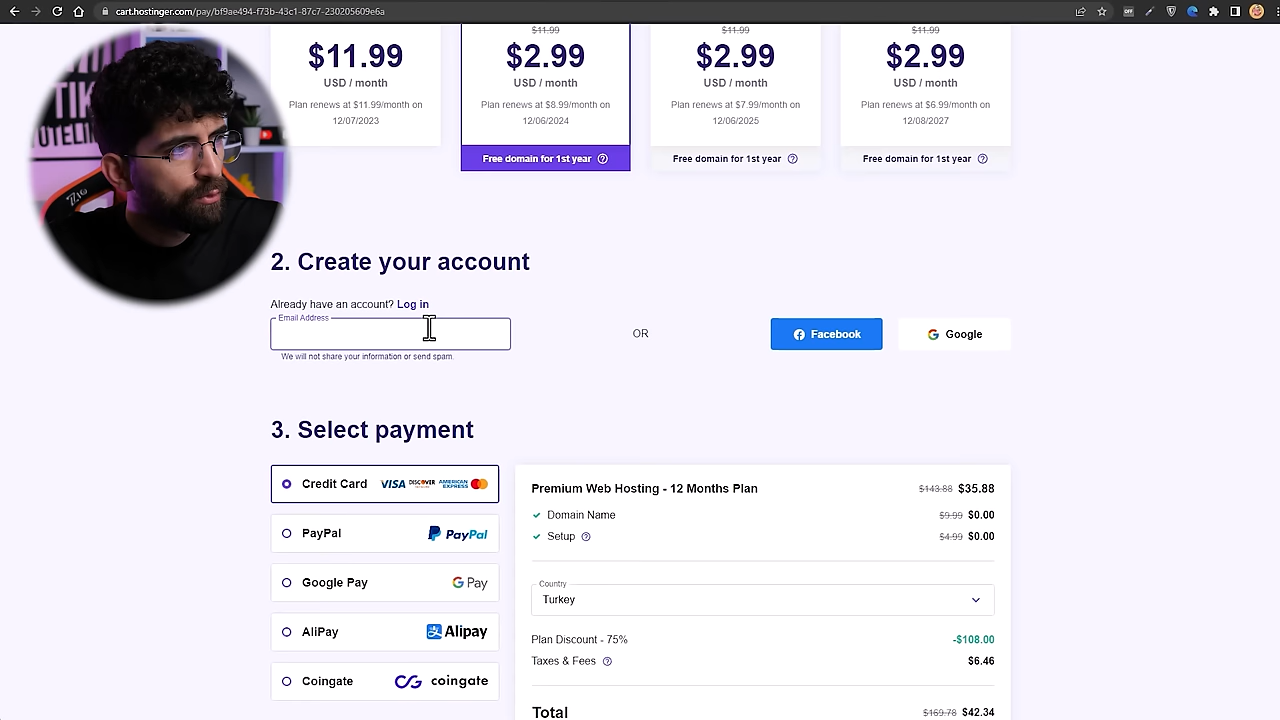 cart.hostinger.com/pay/bf9ae494-f73b-43c1-87c7-230205609e6a
$11.99 $11.99 $11.99
$11.99 $2.99 $2.99 $2.99
USD / month USD / month USD / month USD / month
Plan renews at $11.99/month on Plan renews at $8.99/month on Plan renews at $7.99/month on Plan renews at $6.99/month on
12/07/2023 12/06/2024 12/06/2025 12/08/2027
Free domain for 1st year Free domain for 1st year Free domain for 1st year
2. Create your account
Already have an account? Log in
Email Address
OR Facebook Google
We will not share your information or send spam.
3. Select payment
Credit Card VISA DISCOVER AMERICAN EXPRESS
PayPal PayPal
Google Pay G Pay
AliPay Alipay
Coingate coingate
Premium Web Hosting - 12 Months Plan $143.88 $35.88
Domain Name $9.99 $0.00
Setup $4.99 $0.00
Country
Turkey
Plan Discount - 75% -$108.00
Taxes & Fees $6.46
Total $169.78 $42.34